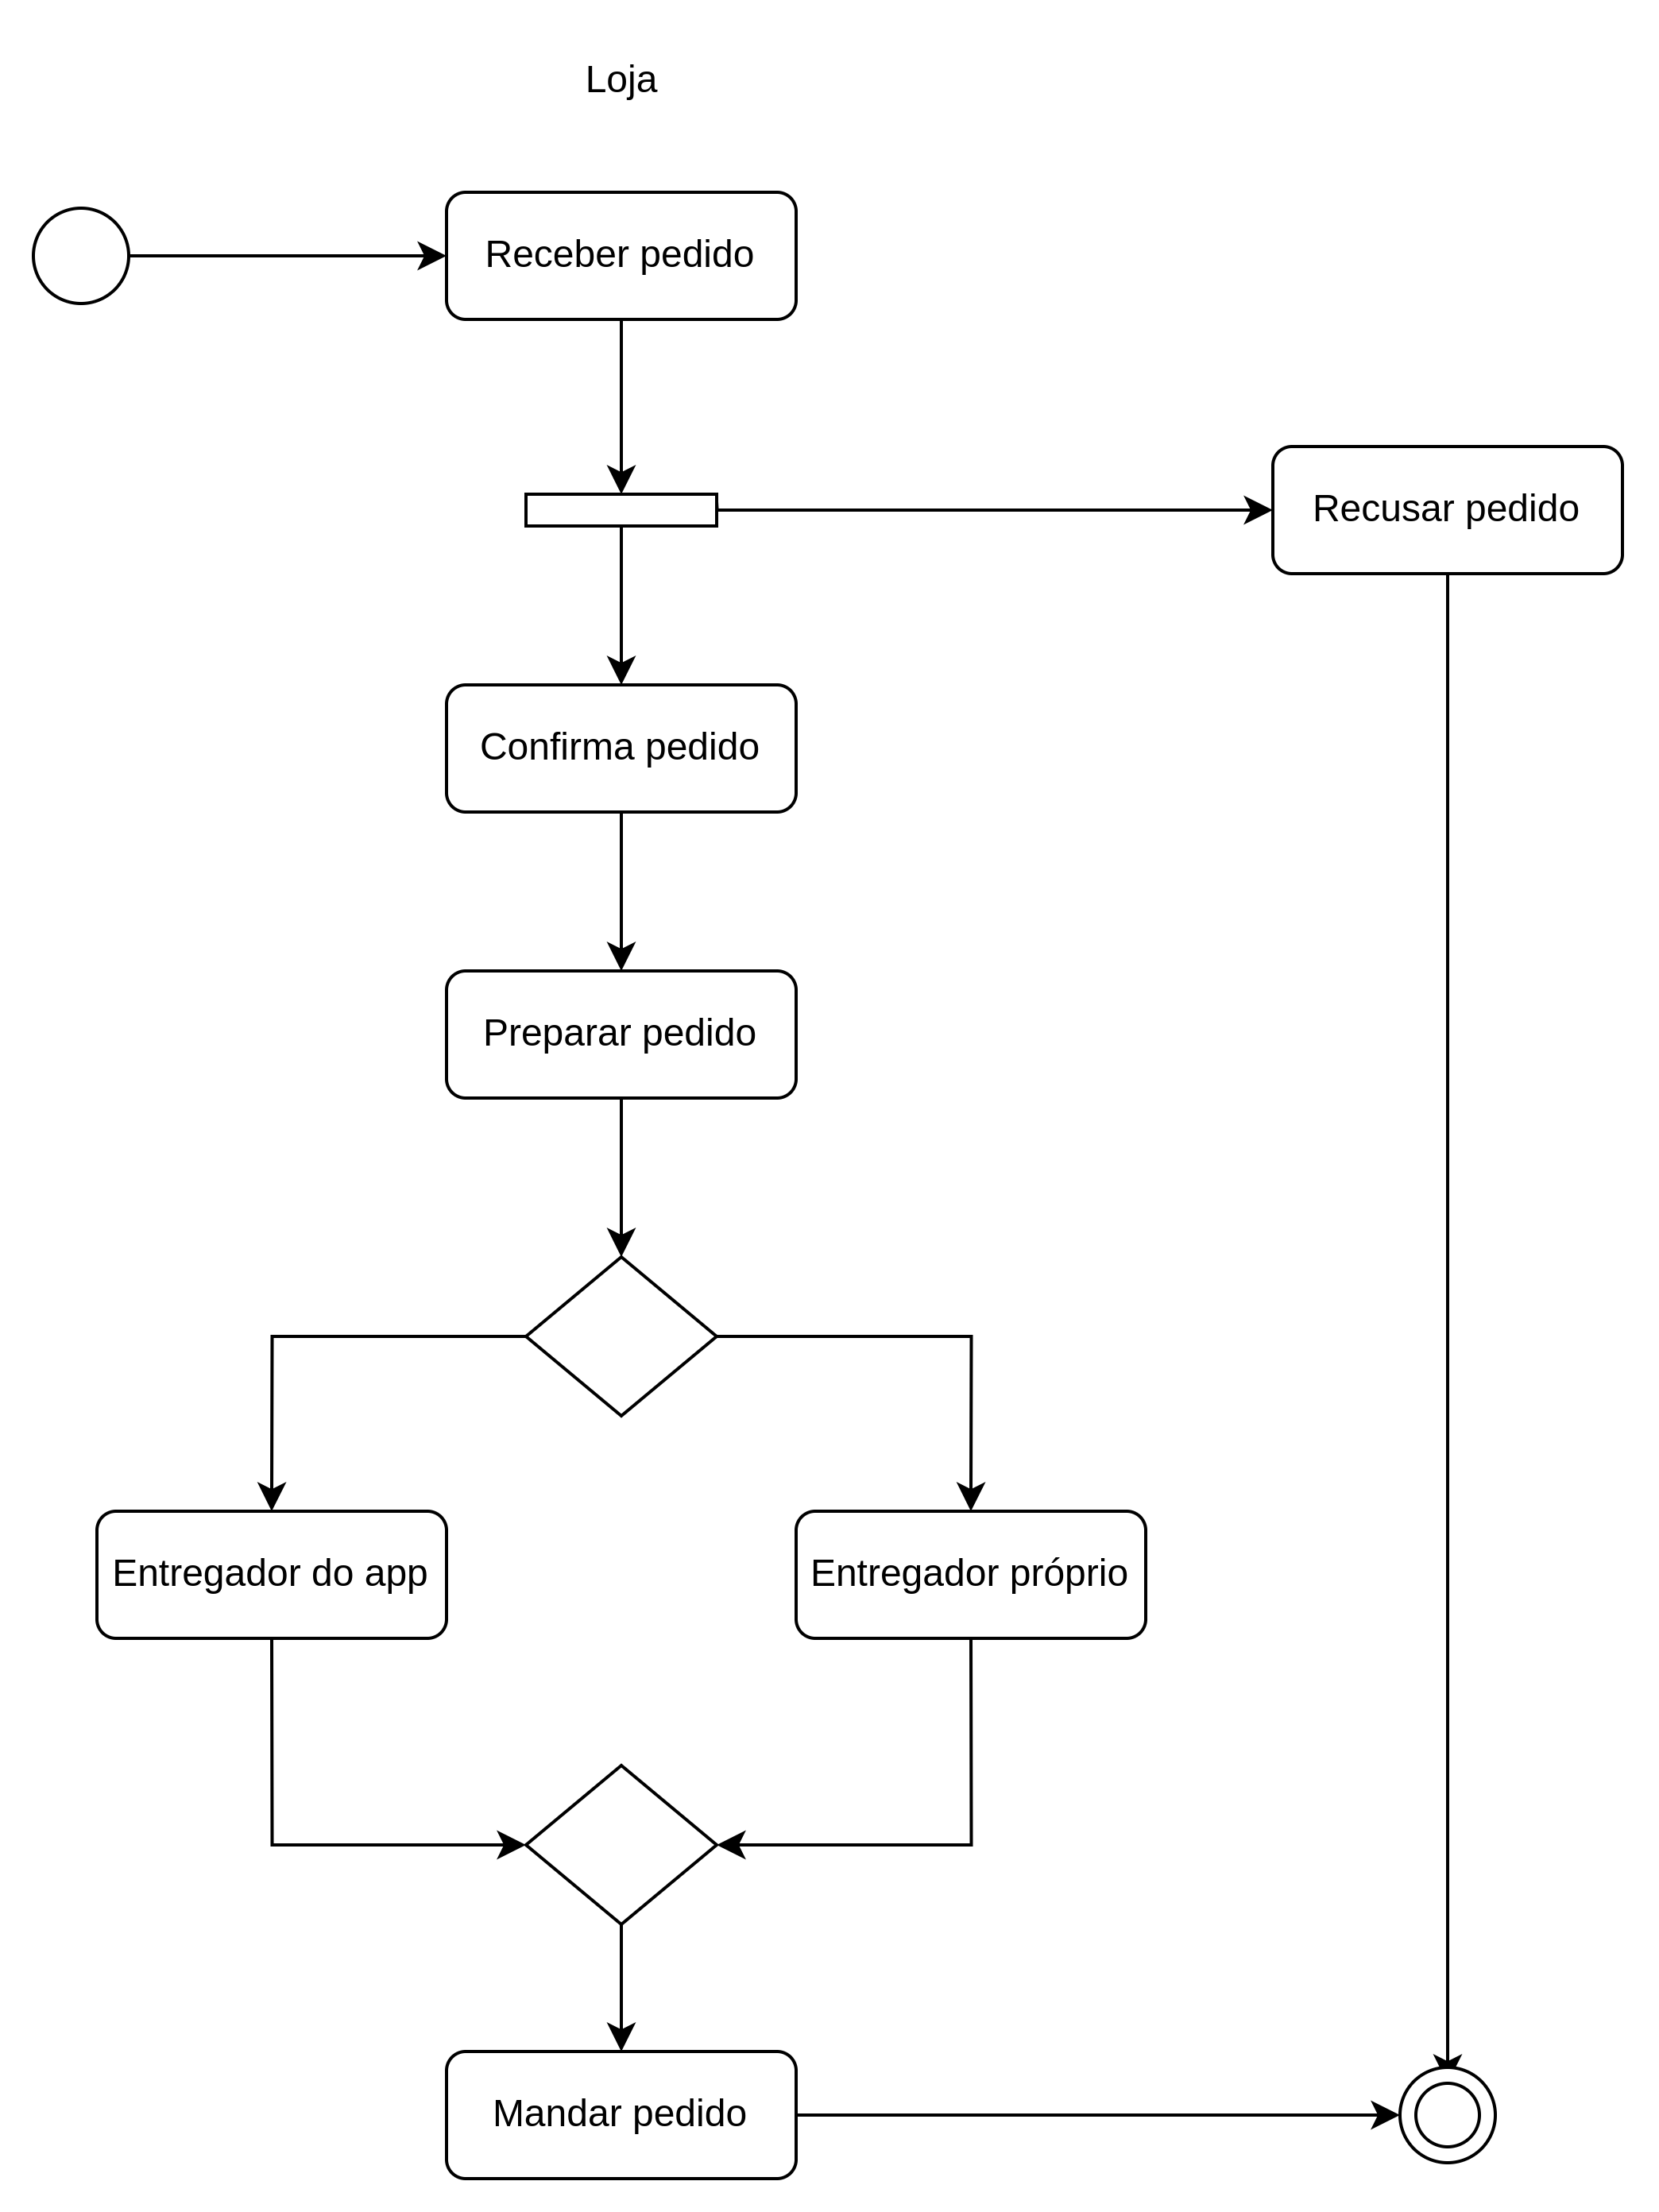 Loja
Receber pedido
Recusar pedido
Confirma pedido
Preparar pedido
Entregador do app
Entregador próprio
Mandar pedido